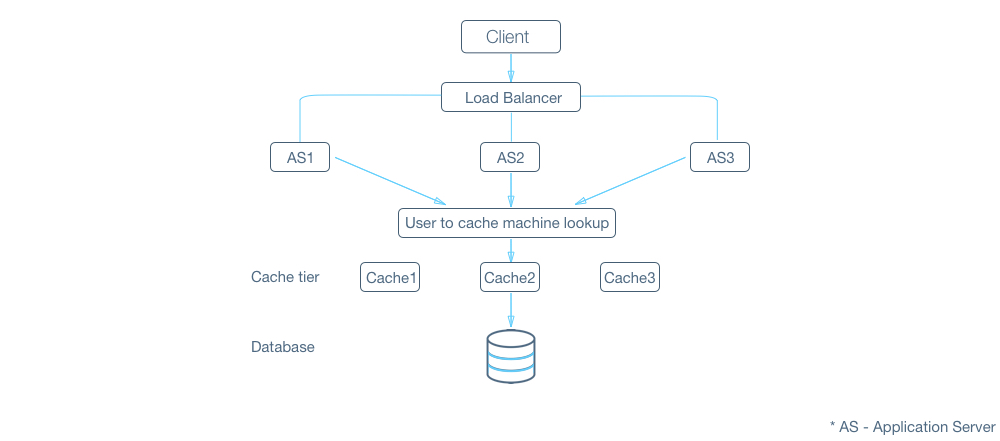 Client
Load Balancer
AS1 AS2 AS3
User to cache machine lookup
Cache tier Cache1 Cache2 Cache3
Database
* AS - Application Server